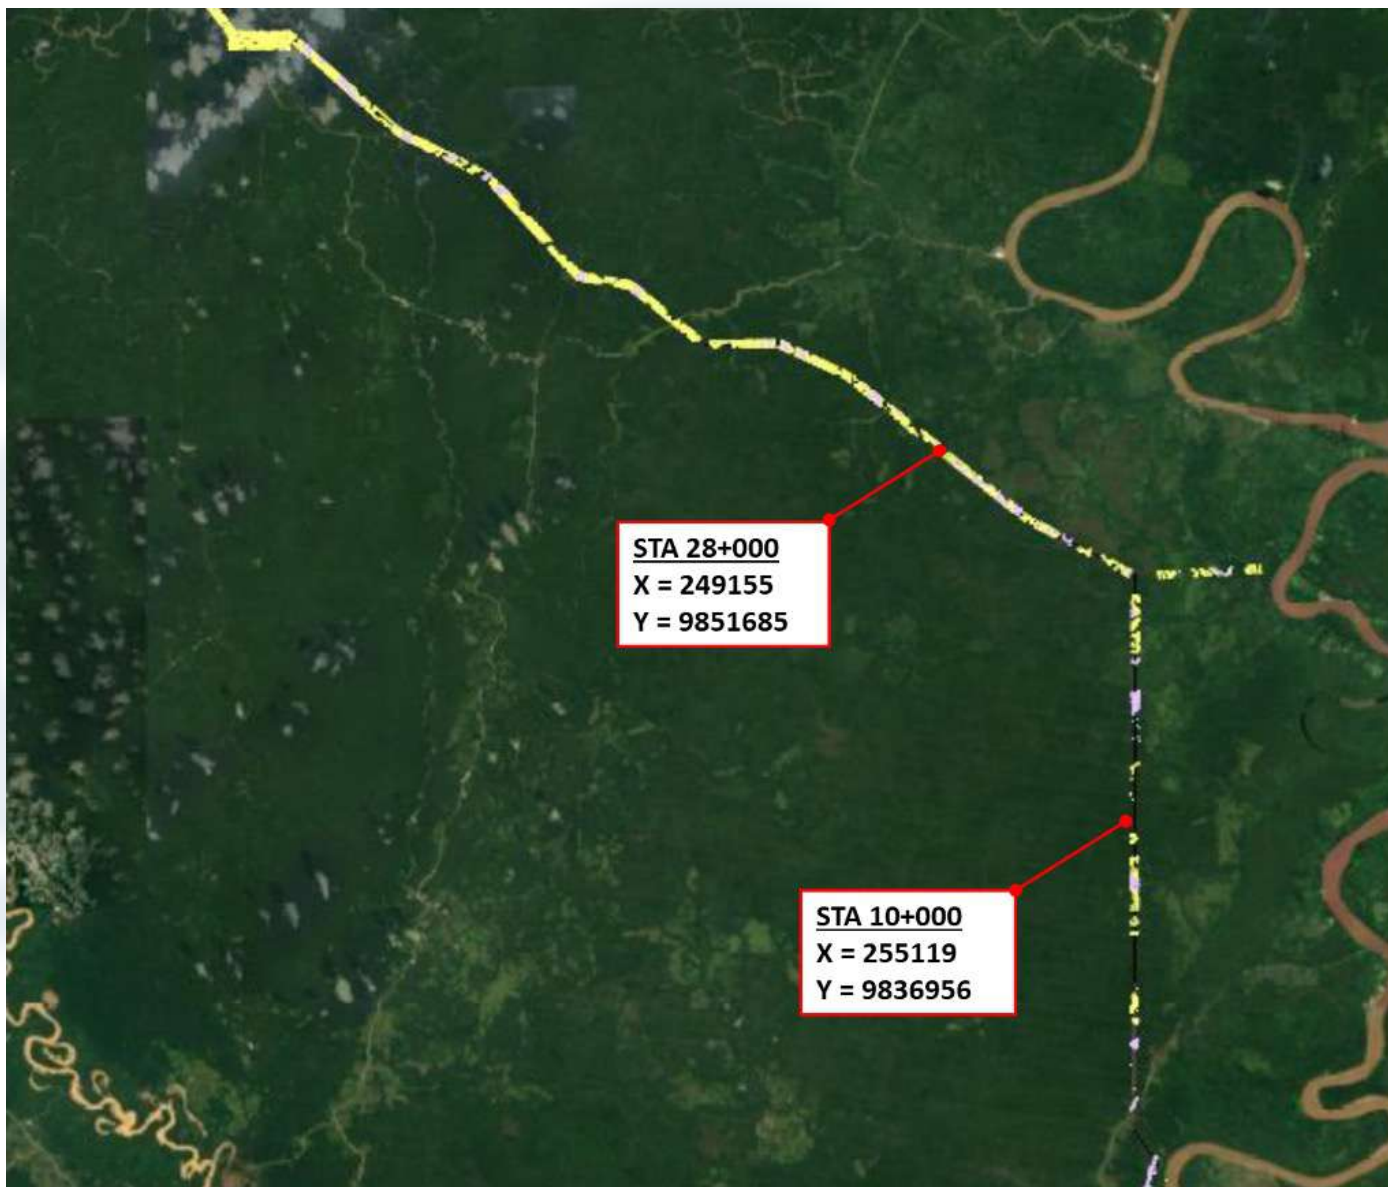 STA 28+000
X = 249155
Y = 9851685
STA 10+000
X = 255119
Y = 9836956